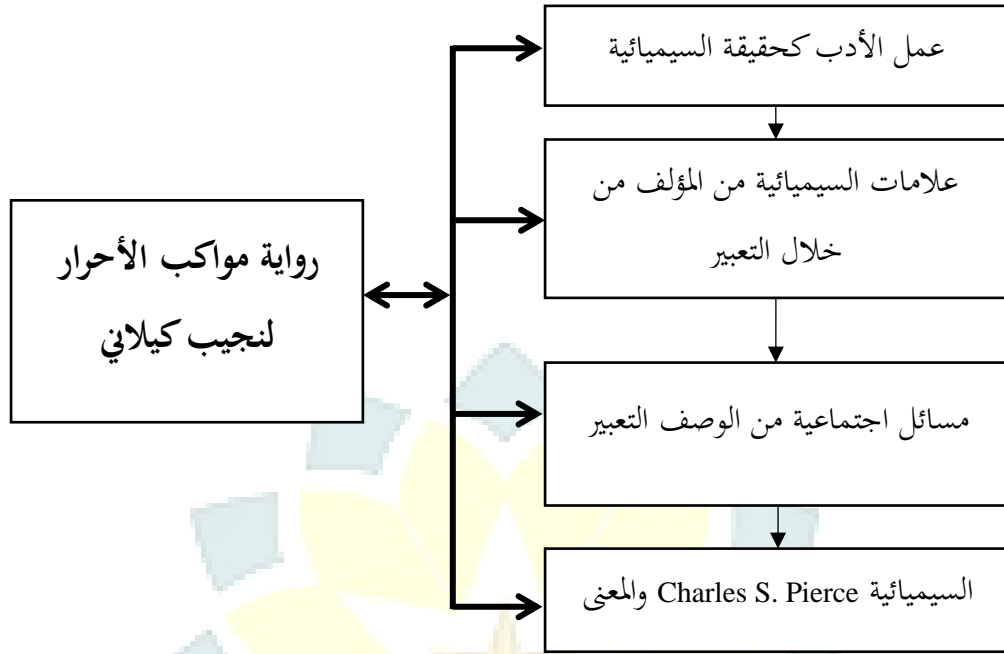 عمل الأدب كحقيقة السيميائية
علامات السيميائية من المؤلف من
خلال التعبير
رواية مواكب الأحرار
لنجيب كيلاني
مسائل اجتماعية من الوصف التعبير
السيميائية Charles S. Pierce والمعنى